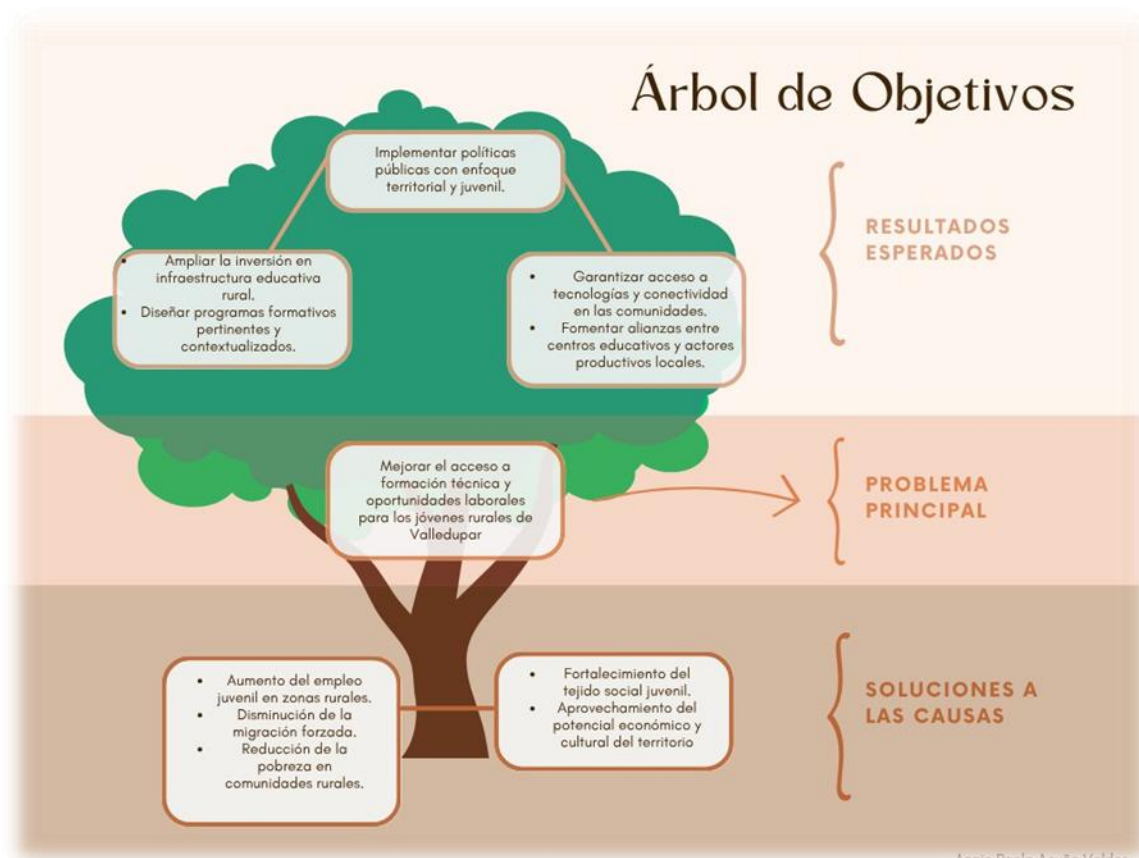 Árbol de Objetivos
Implementar políticas
públicas con enfoque
territorial y juvenil.
• Ampliar la inversión en
infraestructura educativa
rural.
• Diseñar programas formativos
pertinentes y
contextualizados.
• Garantizar acceso a
tecnologías y conectividad
en las comunidades.
• Fomentar alianzas entre
centros educativos y actores
productivos locales.
RESULTADOS
ESPERADOS
Mejorar el acceso a
formación técnica y
oportunidades laborales
para los jóvenes rurales de
Valledupar
PROBLEMA
PRINCIPAL
• Aumento del empleo
juvenil en zonas rurales.
• Disminución de la
migración forzada.
• Reducción de la
pobreza en
comunidades rurales.
• Fortalecimiento del
tejido social juvenil.
• Aprovechamiento del
potencial económico y
cultural del territorio
SOLUCIONES A
LAS CAUSAS